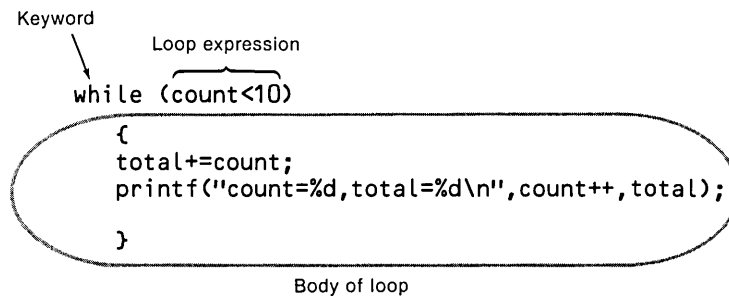 Keyword
Loop expression
while (count<10)
{
total+=count;
printf("count=%d,total=%d\n",count++,total);
}
Body of loop